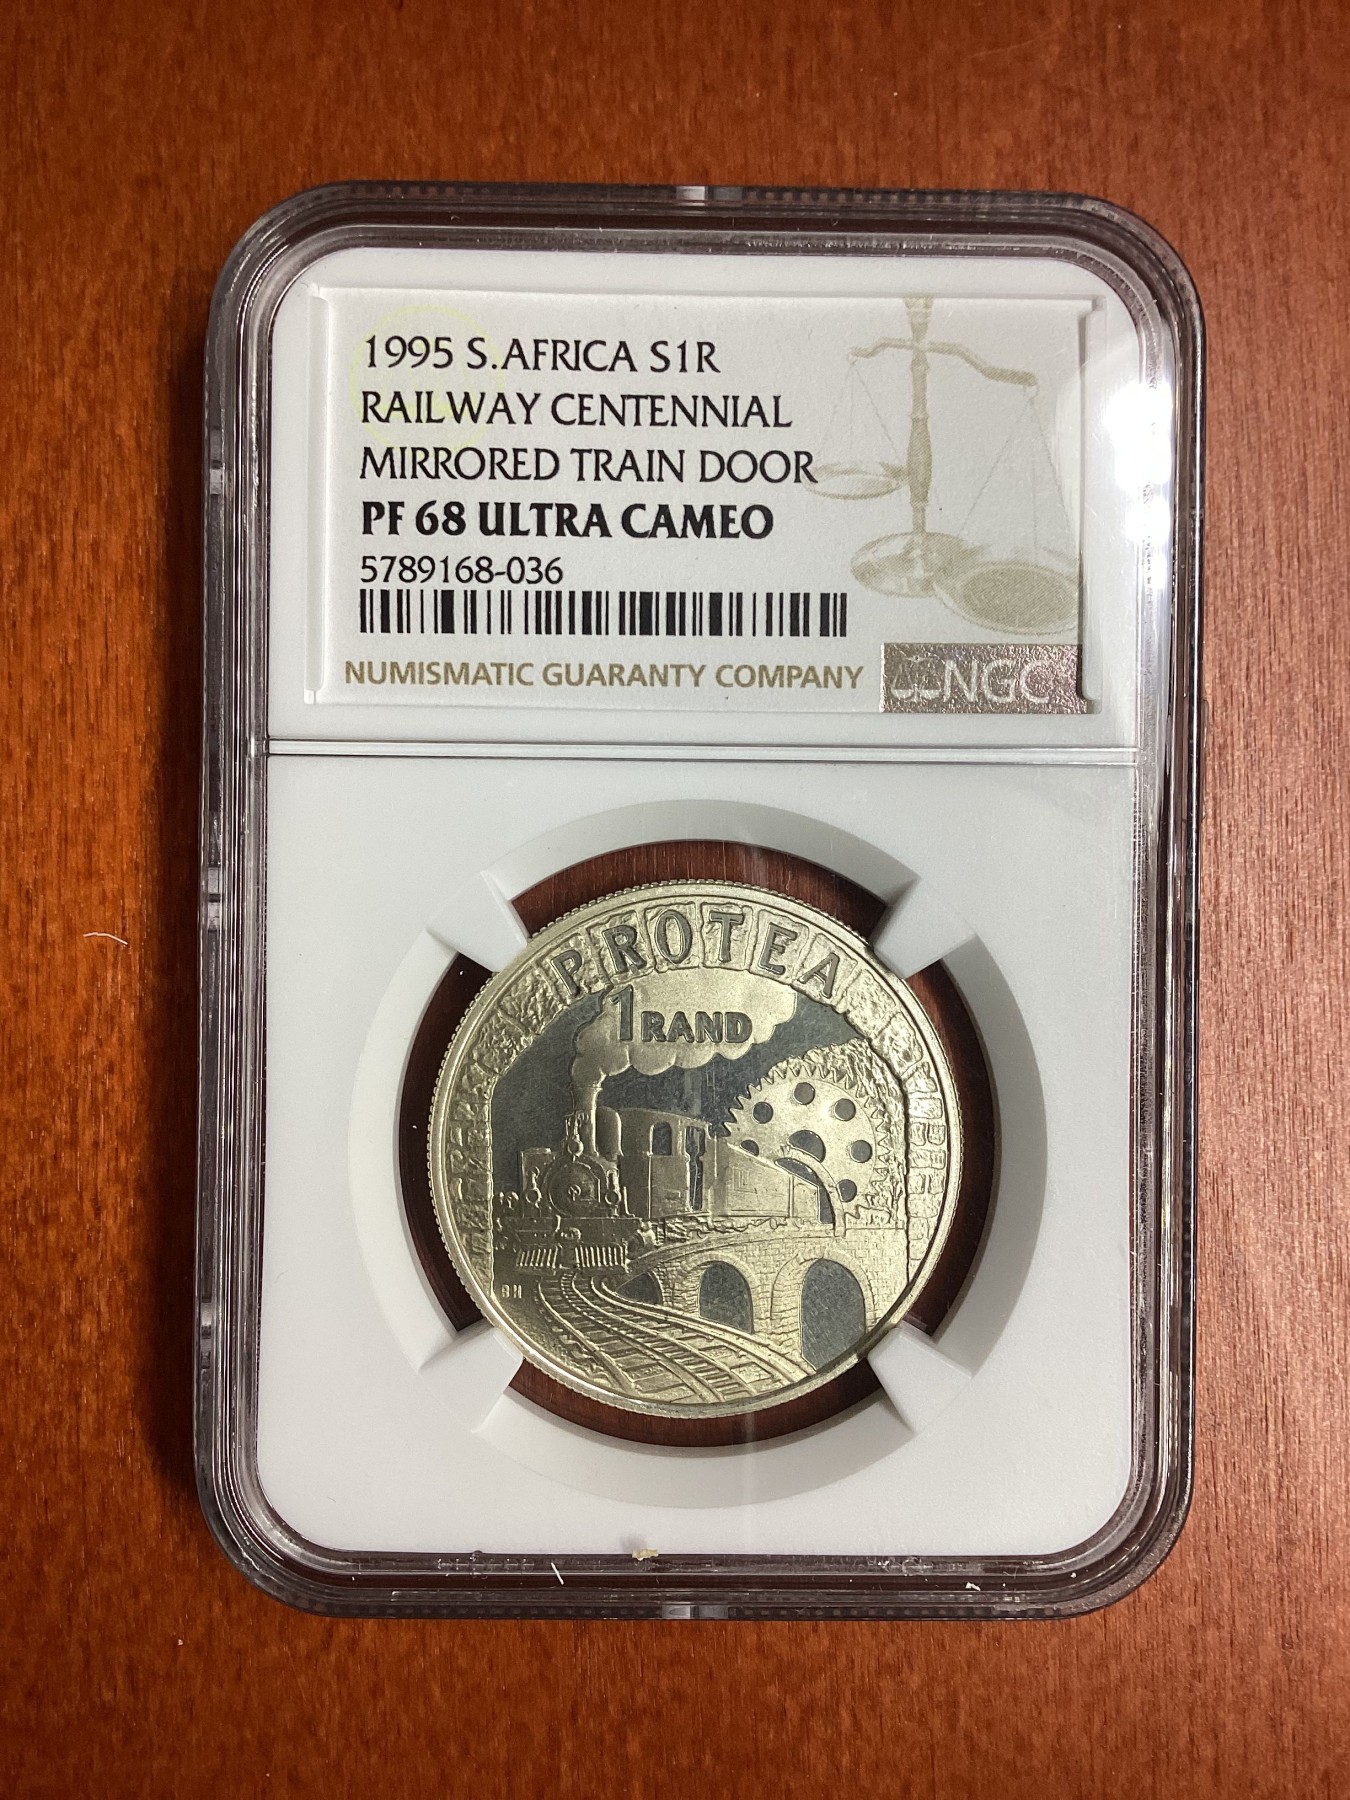 1995 S.AFRICA S1R
RAILWAY CENTENNIAL
MIRRORED TRAIN DOOR
PF 68 ULTRA CAMEO
5789168-036
NUMISMATIC GUARANTY COMPANY
NGC
PROTEA
1 RAND
BH